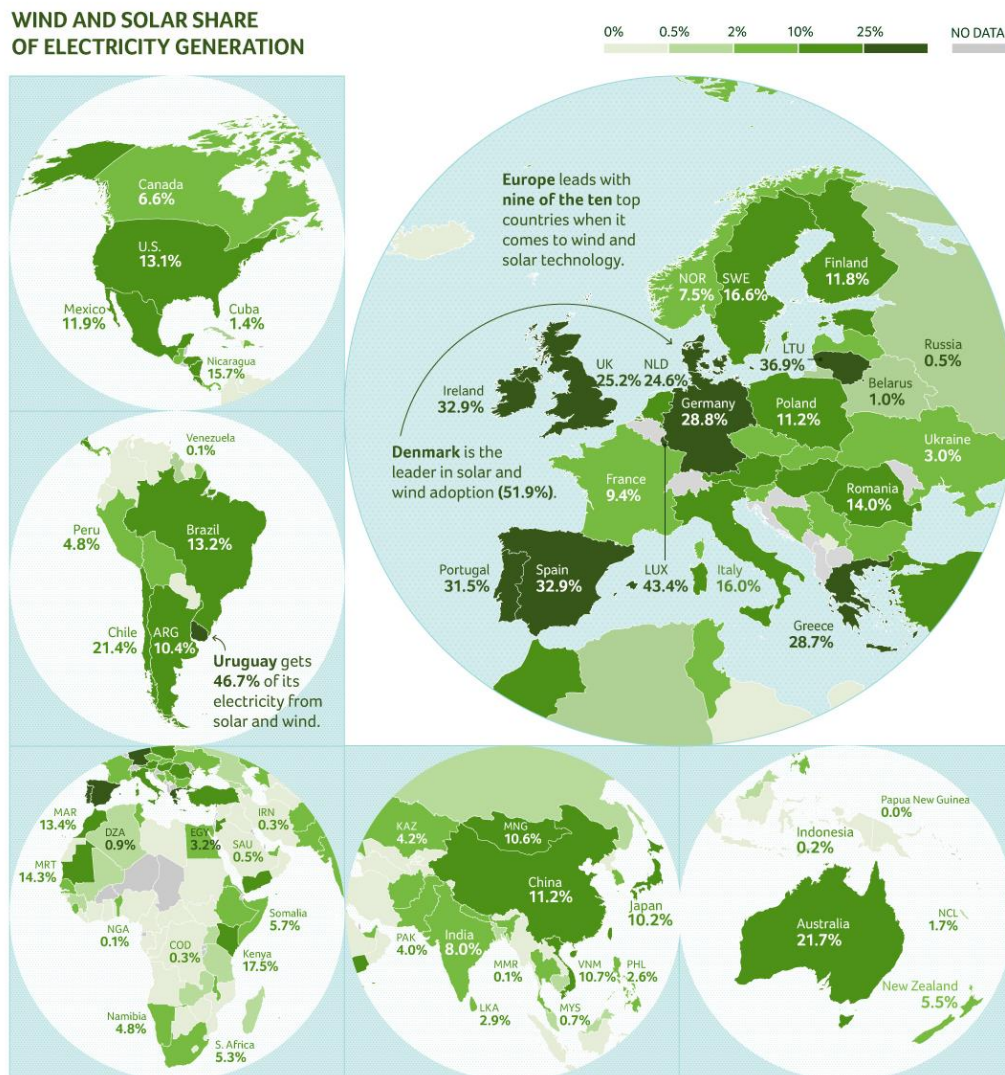 WIND AND SOLAR SHARE
OF ELECTRICITY GENERATION
0% 0.5% 2% 10% 25% NO DATA
Canada
6.6%
U.S.
13.1%
Mexico
11.9%
Cuba
1.4%
Nicaragua
15.7%
Europe leads with
nine of the ten top
countries when it
comes to wind and
solar technology.
NOR
7.5%
SWE
16.6%
Finland
11.8%
Russia
0.5%
LTU
36.9%
Belarus
1.0%
UK
25.2%
NLD
24.6%
Ireland
32.9%
Germany
28.8%
Poland
11.2%
Ukraine
3.0%
Denmark is the
leader in solar and
wind adoption (51.9%).
France
9.4%
Romania
14.0%
Portugal
31.5%
Spain
32.9%
LUX
43.4%
Italy
16.0%
Greece
28.7%
Venezuela
0.1%
Peru
4.8%
Brazil
13.2%
Chile
21.4%
ARG
10.4%
Uruguay gets
46.7% of its
electricity from
solar and wind.
MAR
13.4%
DZA
0.9%
EGY
3.2%
IRN
0.3%
SAU
0.5%
MRT
14.3%
NGA
0.1%
COD
0.3%
Somalia
5.7%
Kenya
17.5%
Namibia
4.8%
S. Africa
5.3%
KAZ
4.2%
MNG
10.6%
China
11.2%
Japan
10.2%
PAK
4.0%
India
8.0%
MMR
0.1%
VNM
10.7%
PHL
2.6%
LKA
2.9%
MYS
0.7%
Papua New Guinea
0.0%
Indonesia
0.2%
NCL
1.7%
Australia
21.7%
New Zealand
5.5%